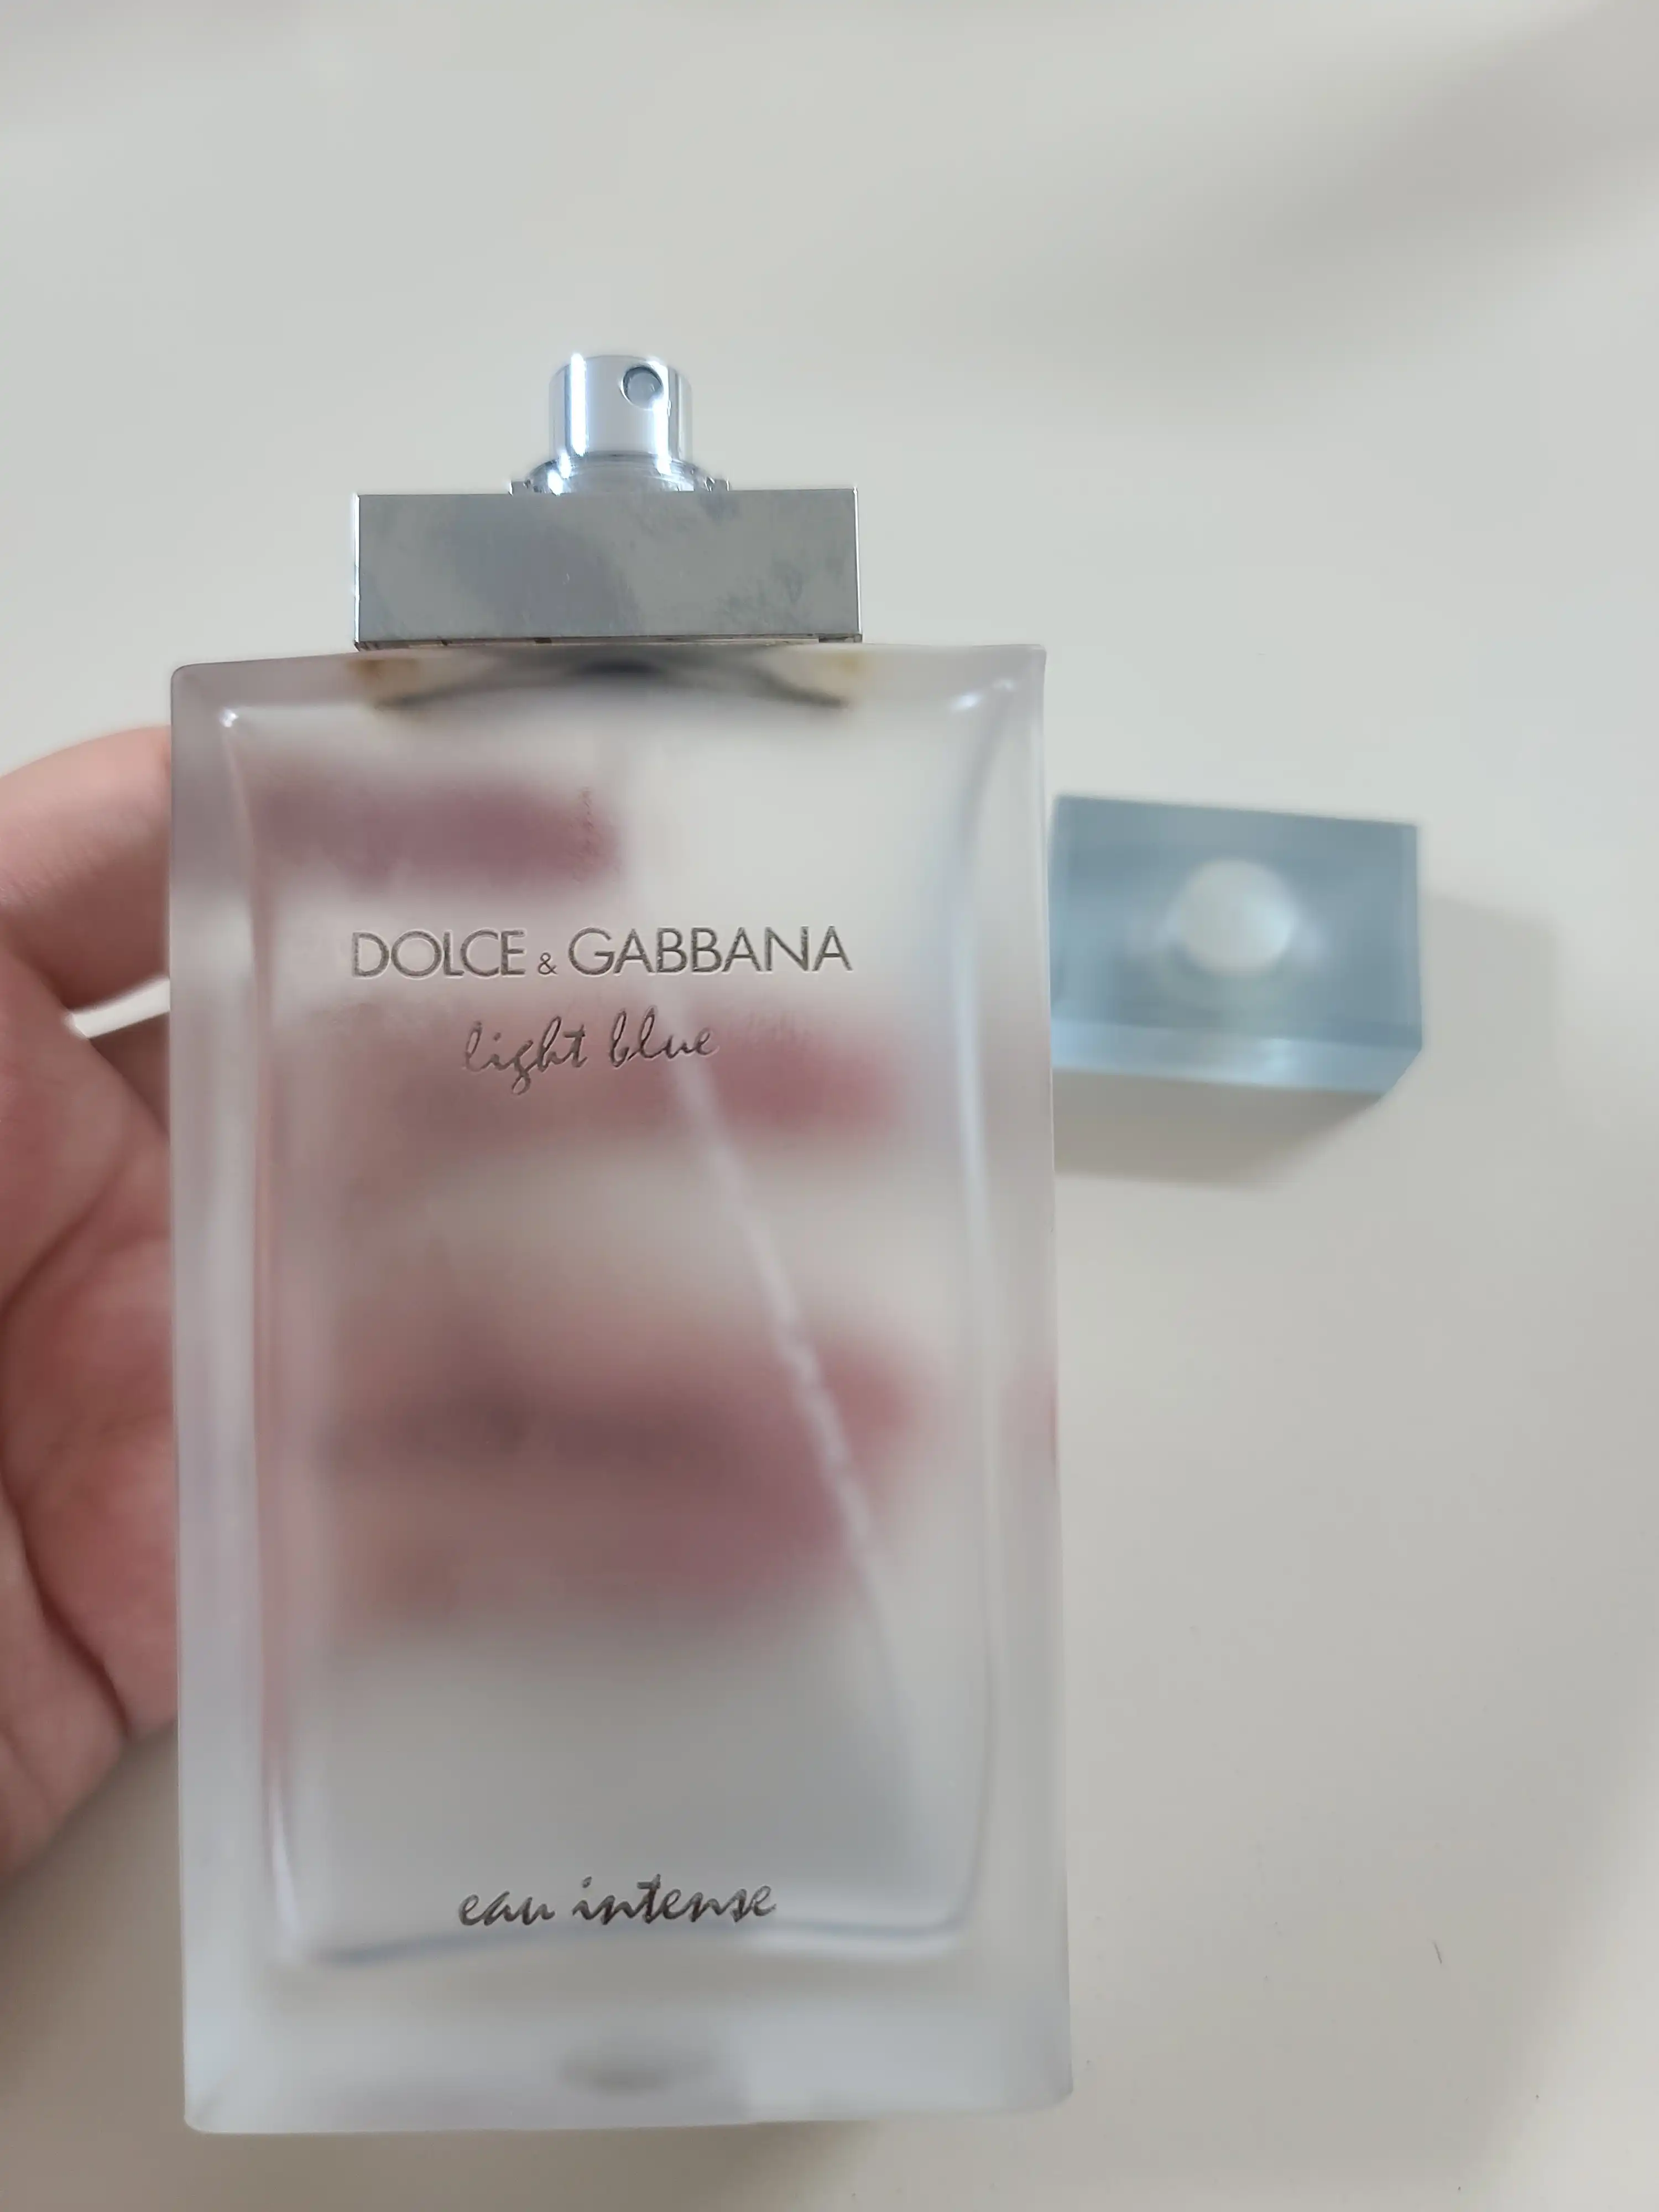 DOLCE & GABBANA
light blue
eau intense